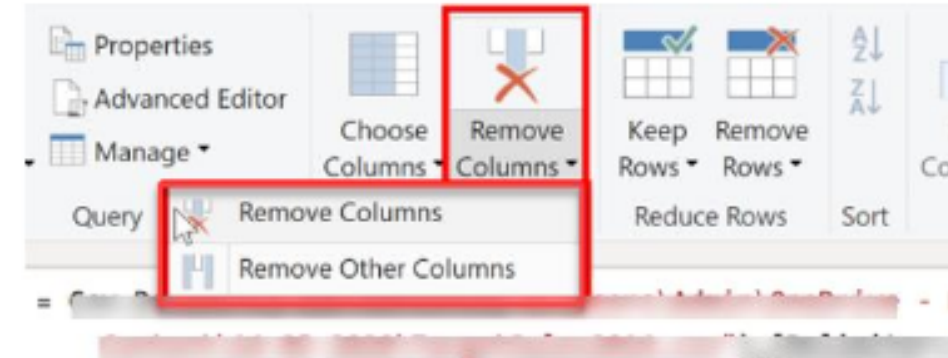 Properties
Advanced Editor
Manage
Choose Columns
Remove Columns
Keep Rows
Remove Rows
Co
Query
Reduce Rows
Sort
Remove Columns
Remove Other Columns
=